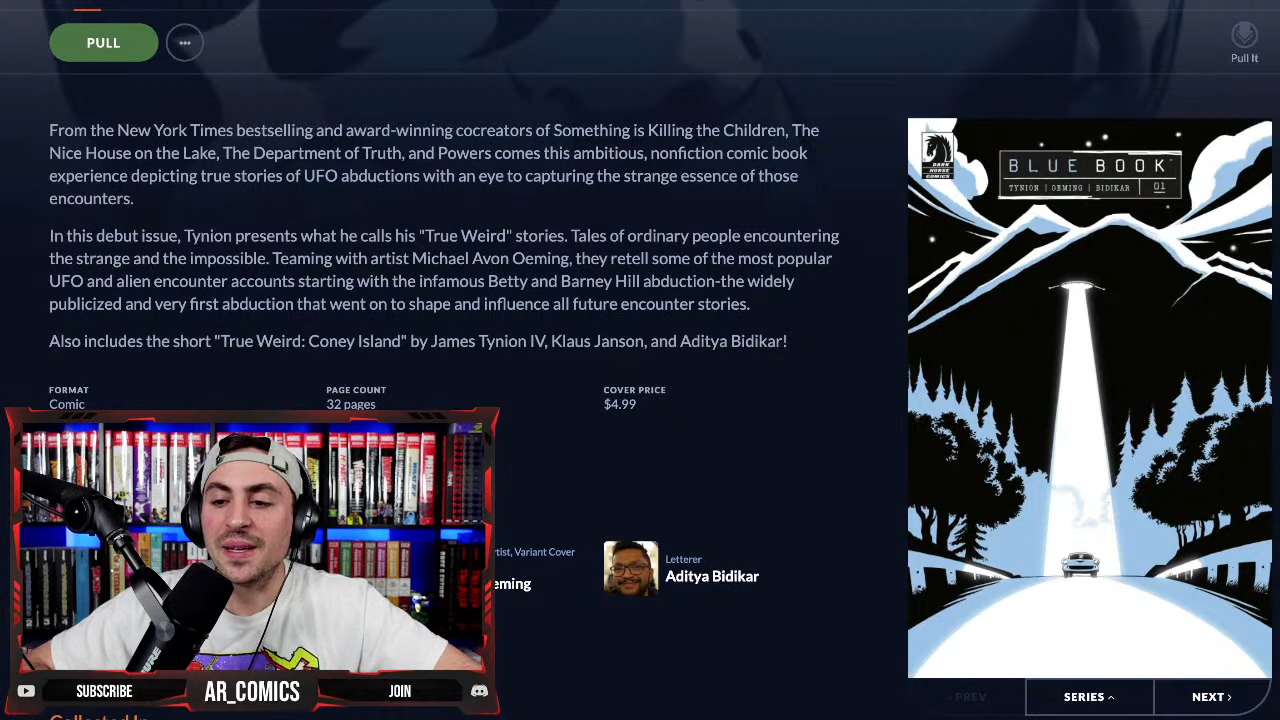 PULL
Pull It
From the New York Times bestselling and award-winning cocreators of Something is Killing the Children, The
Nice House on the Lake, The Department of Truth, and Powers comes this ambitious, nonfiction comic book
experience depicting true stories of UFO abductions with an eye to capturing the strange essence of those
encounters.
In this debut issue, Tynion presents what he calls his "True Weird" stories. Tales of ordinary people encountering
the strange and the impossible. Teaming with artist Michael Avon Oeming, they retell some of the most popular
UFO and alien encounter accounts starting with the infamous Betty and Barney Hill abduction-the widely
publicized and very first abduction that went on to shape and influence all future encounter stories.
Also includes the short "True Weird: Coney Island" by James Tynion IV, Klaus Janson, and Aditya Bidikar!
FORMAT
Comic
PAGE COUNT
32 pages
COVER PRICE
$4.99
DARK
HORSE
COMICS
BLUE BOOK
TYNION | OEMING | BIDIKAR | 01
rtist, Variant Cover
eming
Letterer
Aditya Bidikar
SUBSCRIBE
AR_COMICS
JOIN
PREV
SERIES
NEXT